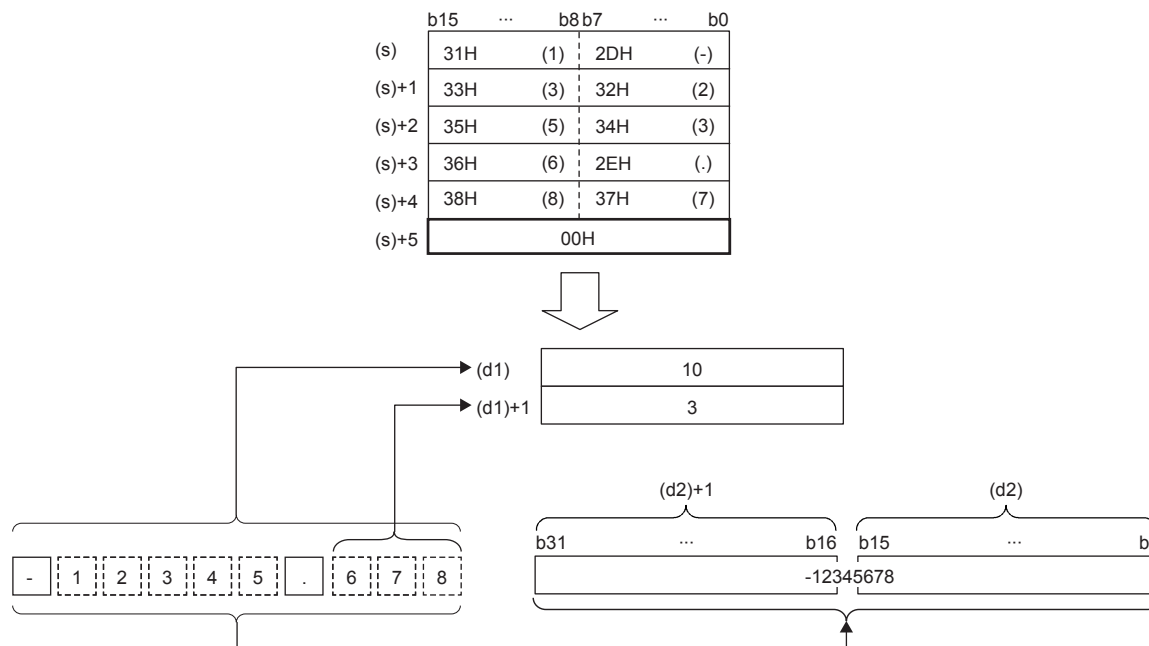 b15 ··· b8 b7 ··· b0
(s) 31H (1) 2DH (-)
(s)+1 33H (3) 32H (2)
(s)+2 35H (5) 34H (3)
(s)+3 36H (6) 2EH (.)
(s)+4 38H (8) 37H (7)
(s)+5 00H
(d1) 10
(d1)+1 3
(d2)+1 (d2)
b31 ··· b16 b15 ··· b
- 1 2 3 4 5 . 6 7 8 -12345678